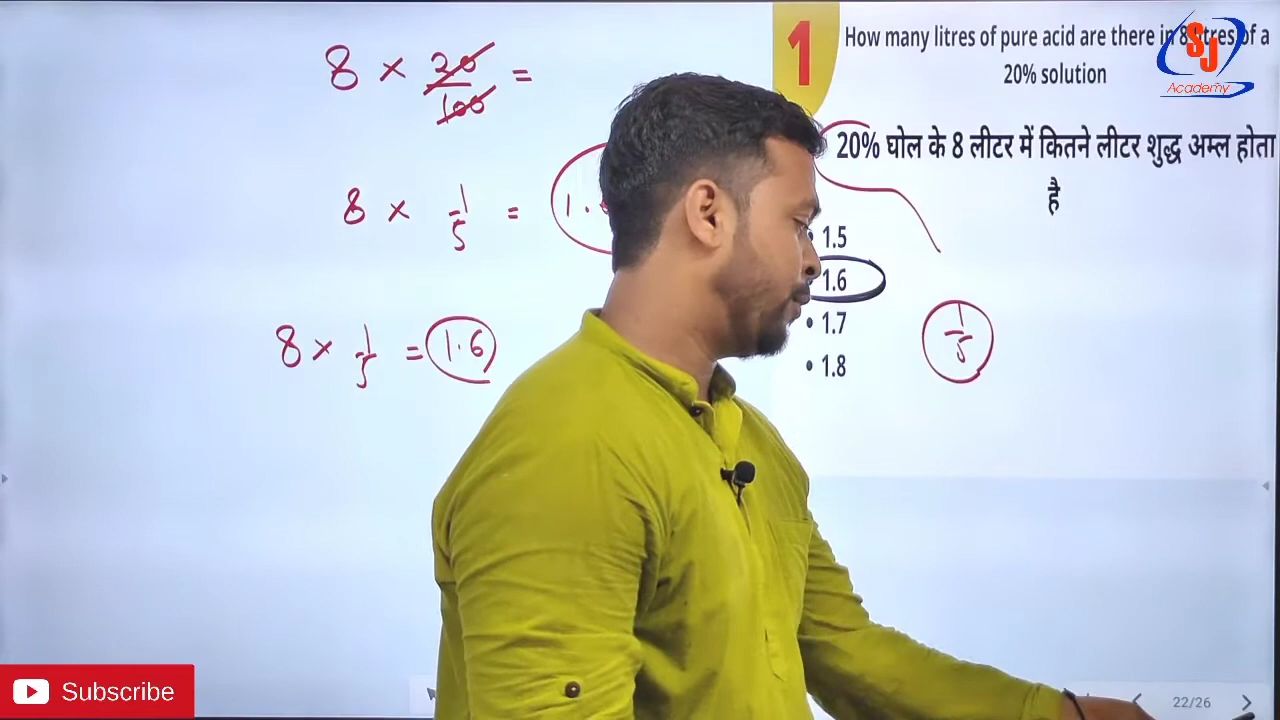 8 × 20/100 =
8 × 1/5 =
8 × 1/5 = 1.6
1
How many litres of pure acid are there in 8 litres of a
20% solution
20% घोल के 8 लीटर में कितने लीटर शुद्ध अम्ल होता
है
• 1.5
1.6
• 1.7
• 1.8
1/5
SJ
Academy
Subscribe
22/26